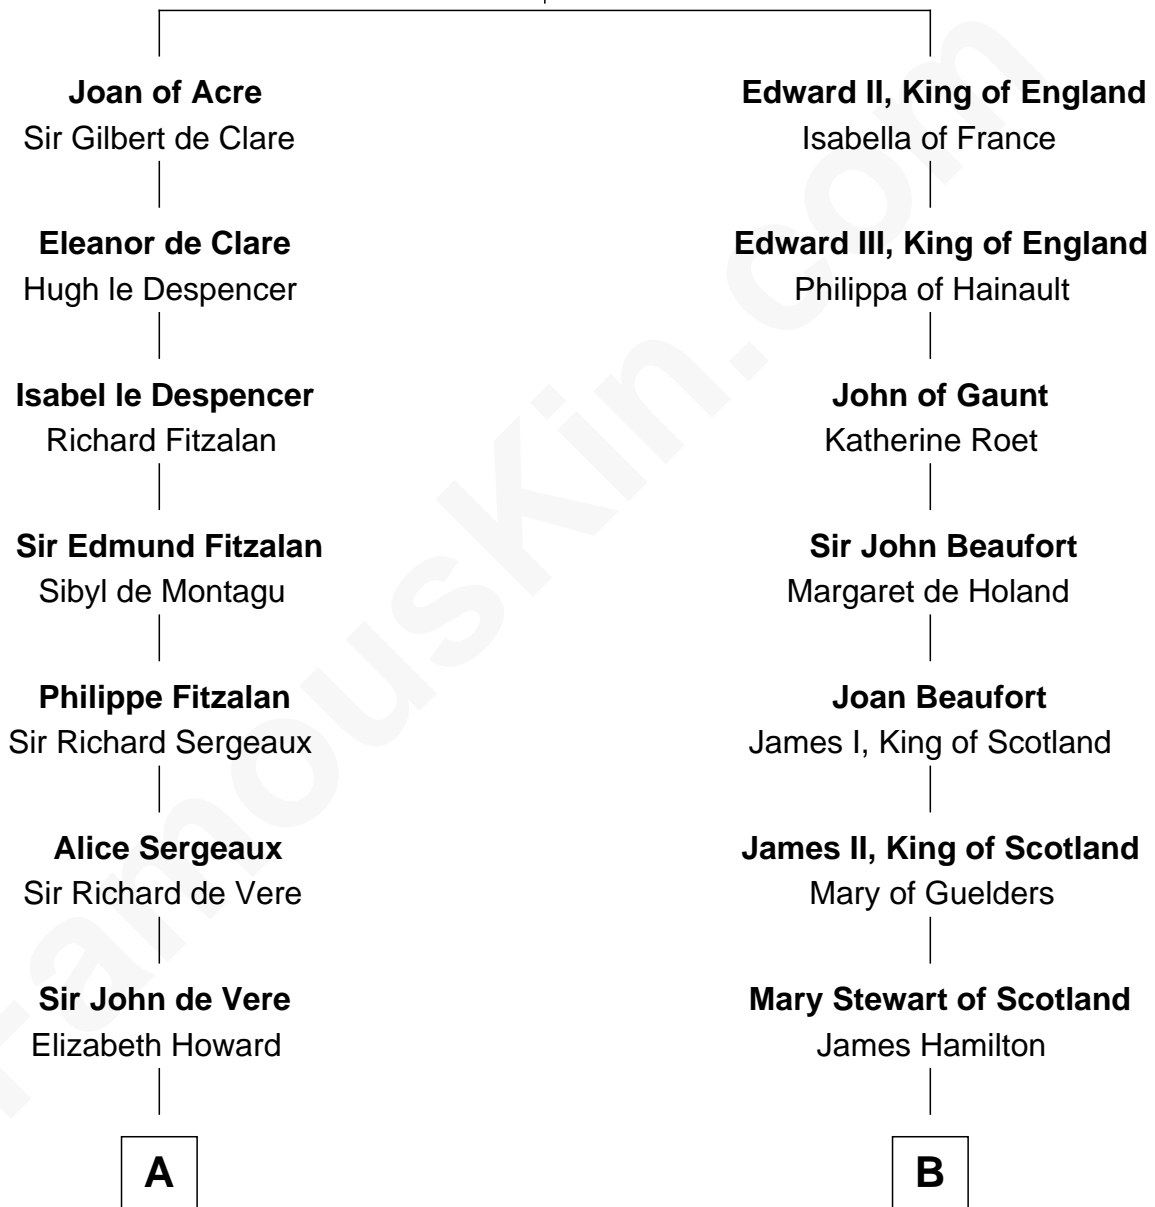 Joan of Acre
Sir Gilbert de Clare
Eleanor de Clare
Hugh le Despencer
Isabel le Despencer
Richard Fitzalan
Sir Edmund Fitzalan
Sibyl de Montagu
Philippe Fitzalan
Sir Richard Sergeaux
Alice Sergeaux
Sir Richard de Vere
Sir John de Vere
Elizabeth Howard
A
Edward II, King of England
Isabella of France
Edward III, King of England
Philippa of Hainault
John of Gaunt
Katherine Roet
Sir John Beaufort
Margaret de Holand
Joan Beaufort
James I, King of Scotland
James II, King of Scotland
Mary of Guelders
Mary Stewart of Scotland
James Hamilton
B
FamousKin.com